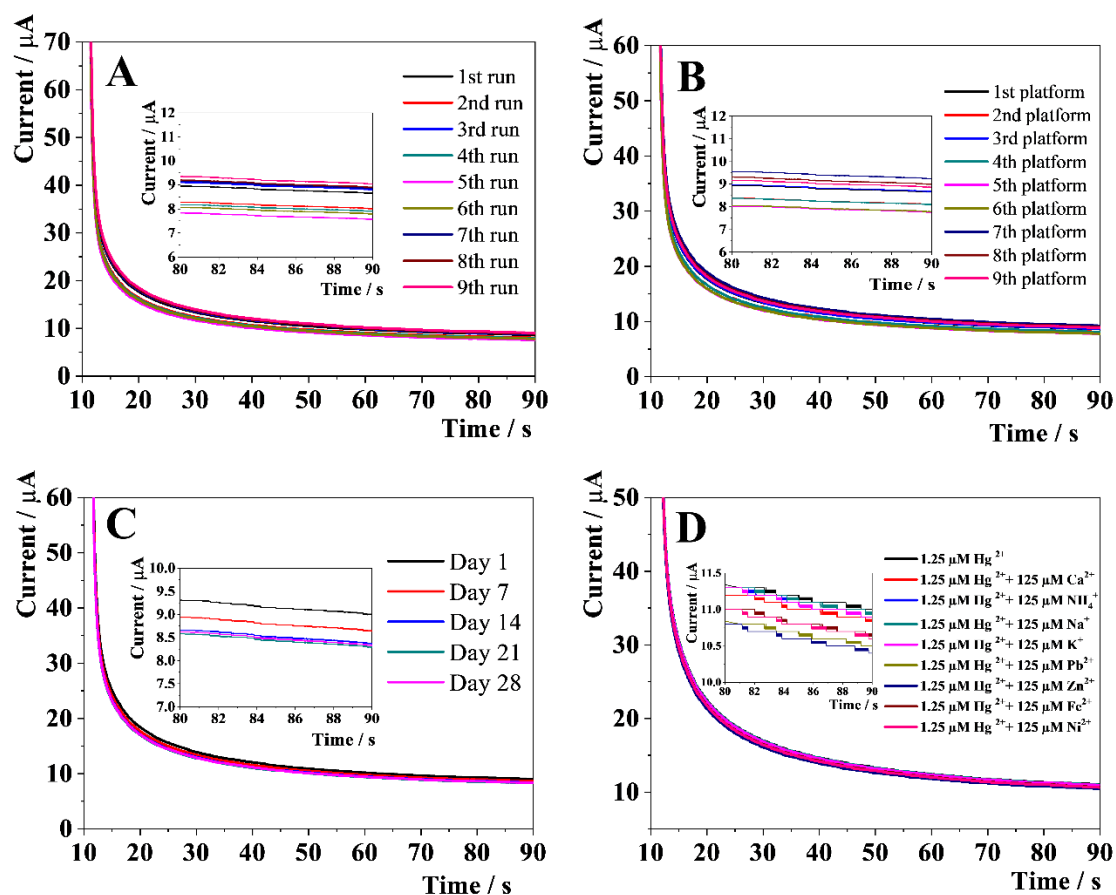 A
Current / µA
70
60
50
40
30
20
10
0
10 20 30 40 50 60 70 80 90
Time / s
1st run
2nd run
3rd run
4th run
5th run
6th run
7th run
8th run
9th run
Current / µA
12
11
10
9
8
7
6
80 82 84 86 88 90
Time / s
B
Current / µA
60
50
40
30
20
10
0
10 20 30 40 50 60 70 80 90
Time / s
1st platform
2nd platform
3rd platform
4th platform
5th platform
6th platform
7th platform
8th platform
9th platform
Current / µA
12
11
10
9
8
7
6
80 82 84 86 88 90
Time / s
C
Current / µA
60
50
40
30
20
10
0
10 20 30 40 50 60 70 80 90
Time / s
Day 1
Day 7
Day 14
Day 21
Day 28
Current / µA
10.0
9.5
9.0
8.5
8.0
7.5
80 82 84 86 88 90
Time / s
D
Current / µA
50
40
30
20
10
10 20 30 40 50 60 70 80 90
Time / s
1.25 µM Hg ²⁺
1.25 µM Hg ²⁺ + 125 µM Ca²⁺
1.25 µM Hg ²⁺ + 125 µM NH₄⁺
1.25 µM Hg ²⁺ + 125 µM Na⁺
1.25 µM Hg ²⁺ + 125 µM K⁺
1.25 µM Hg ²⁺ + 125 µM Pb²⁺
1.25 µM Hg ²⁺ + 125 µM Zn²⁺
1.25 µM Hg ²⁺ + 125 µM Fe²⁺
1.25 µM Hg ²⁺ + 125 µM Ni²⁺
Current / µA
11.5
11.0
10.5
10.0
80 82 84 86 88 90
Time / s